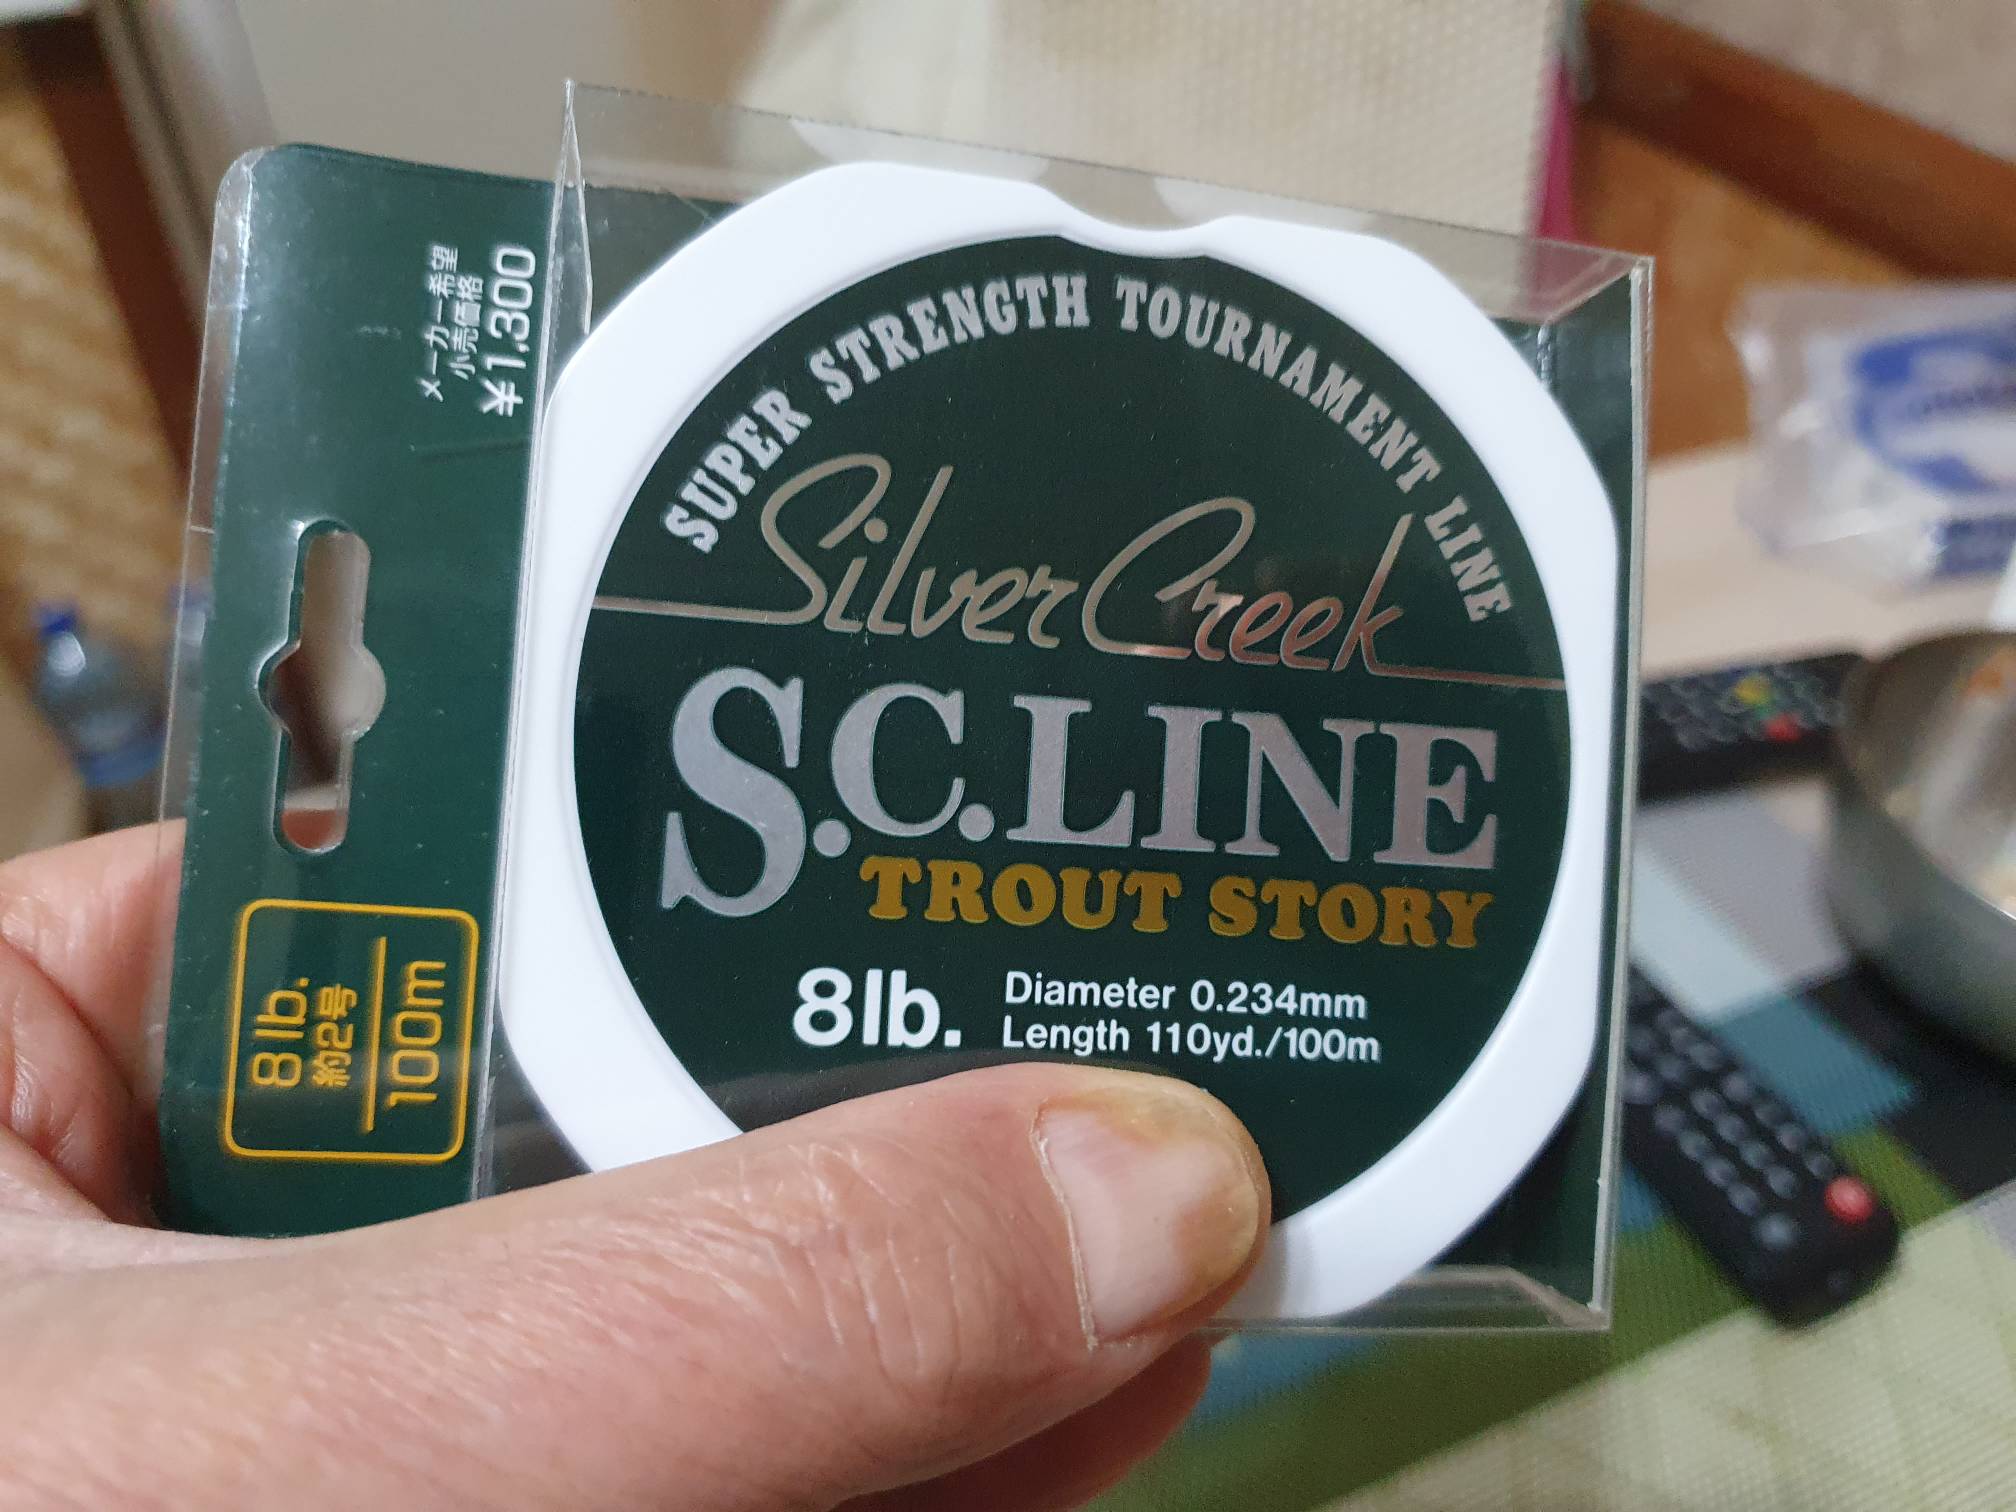 メーカー希望
小売価格
¥1,300
8lb.
約2号
100m
SUPER STRENGTH TOURNAMENT LINE
Silver Creek
S.C.LINE
TROUT STORY
8lb.
Diameter 0.234mm
Length 110yd./100m